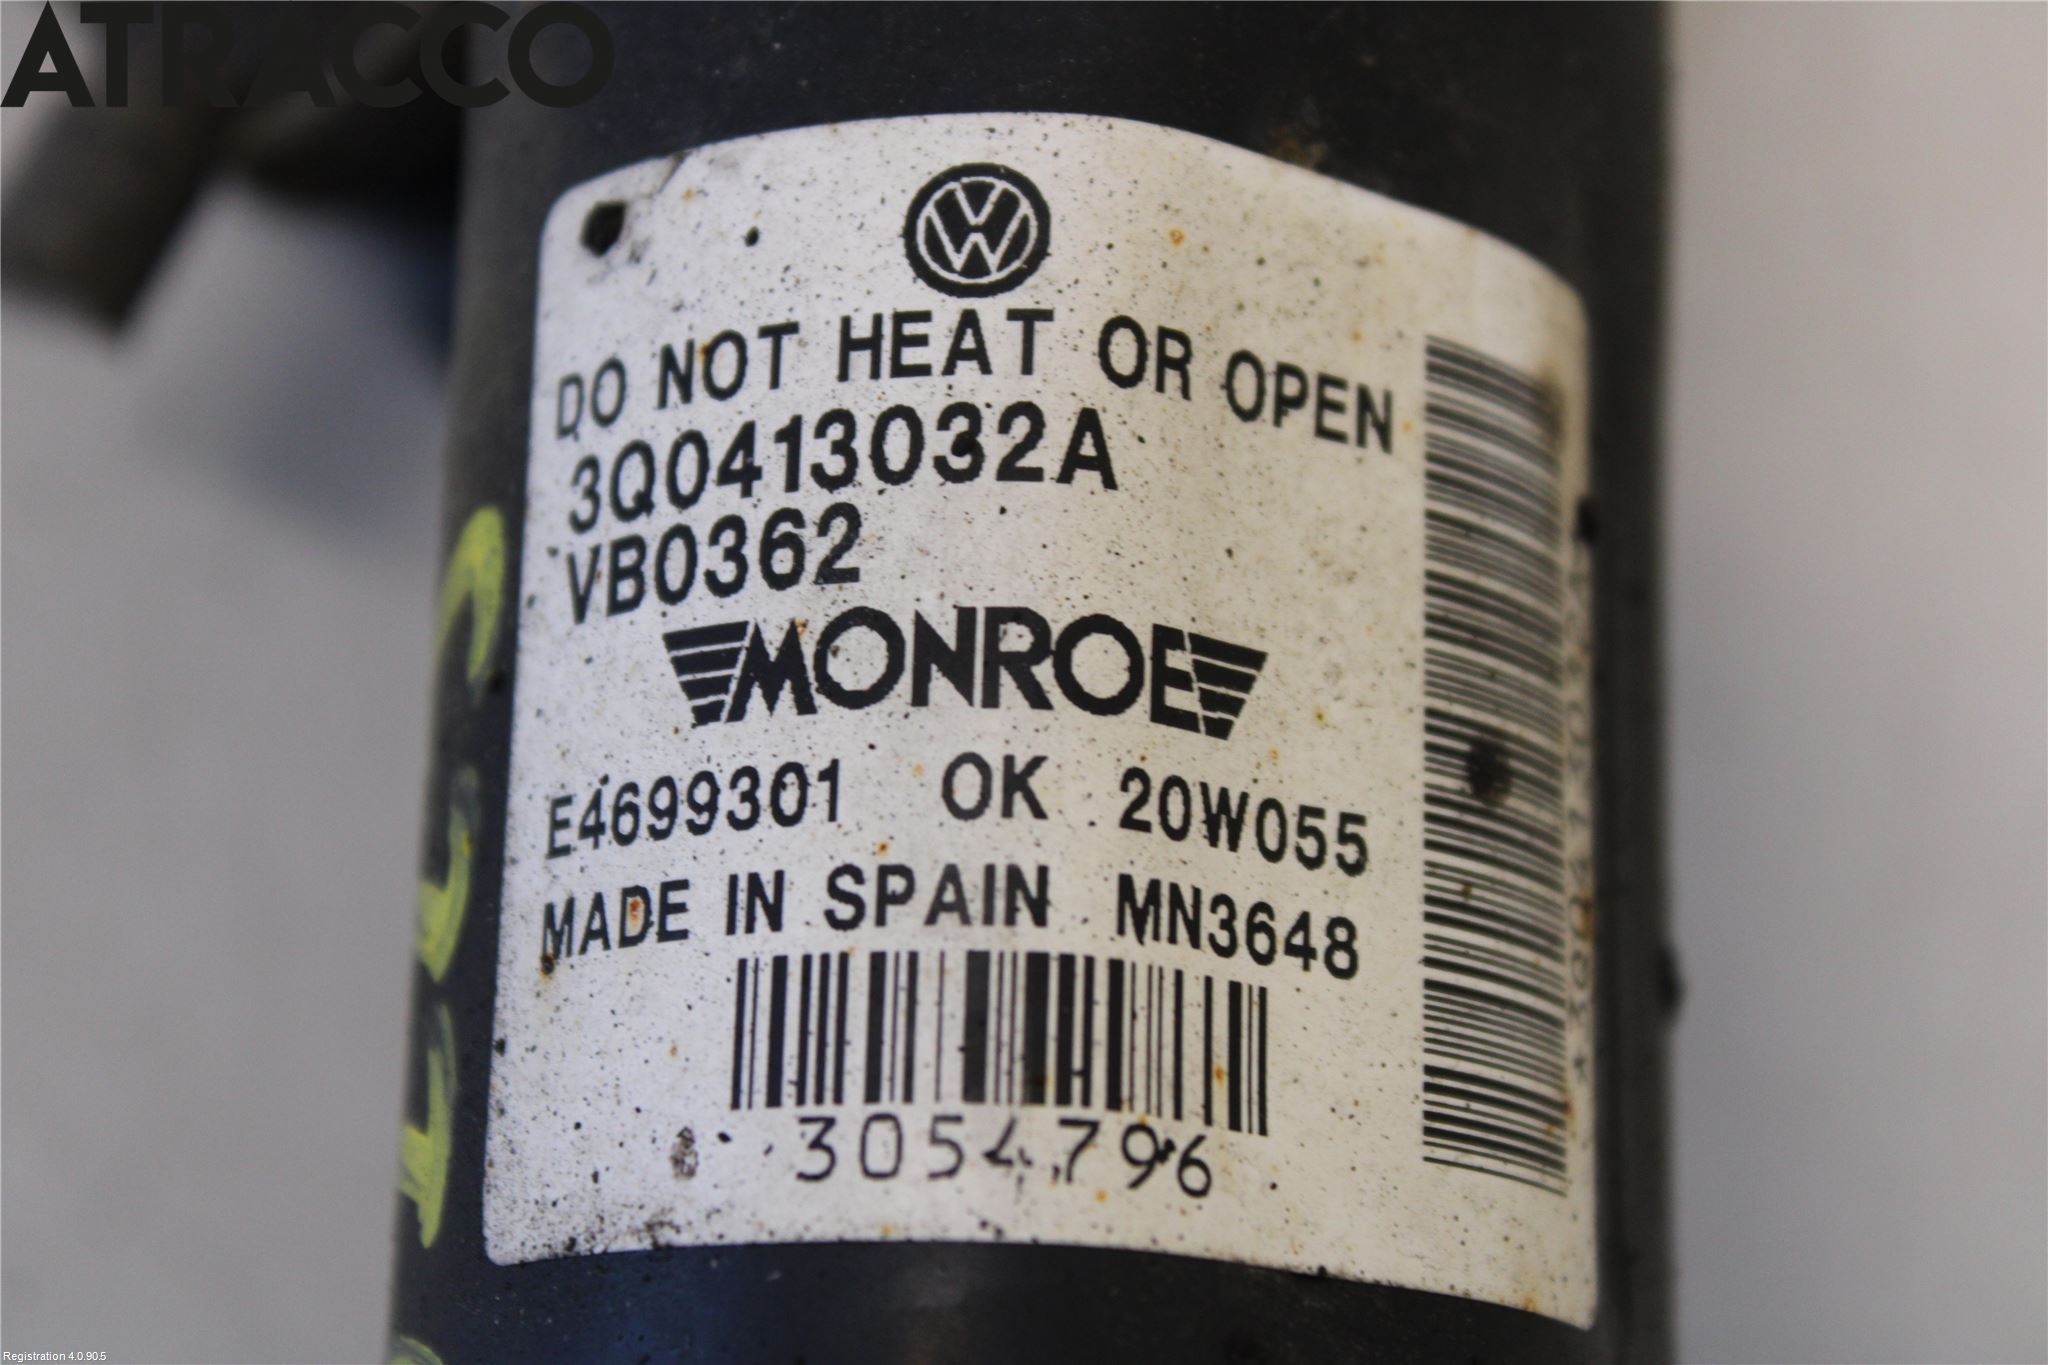 ATRACCO
DO NOT HEAT OR OPEN
3Q0413032A
VB0362
MONROE
E4699301 OK 20W055
MADE IN SPAIN MN3648
3054796
Registration 4.0.90.5